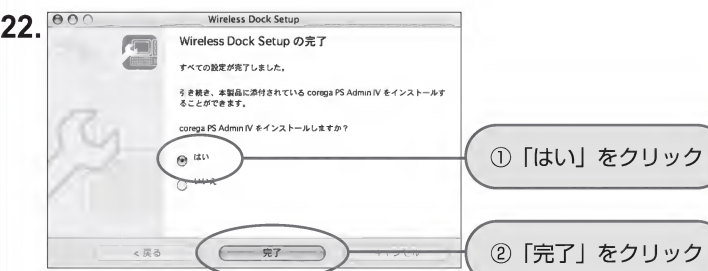 22.
Wireless Dock Setup
Wireless Dock Setup の完了
すべての設定が完了しました。
引き続き、本製品に添付されている corega PS Admin IV をインストールす
ることができます。
corega PS Admin IV をインストールしますか？
はい
いいえ
①「はい」をクリック
<戻る
完了
キャンセル
②「完了」をクリック